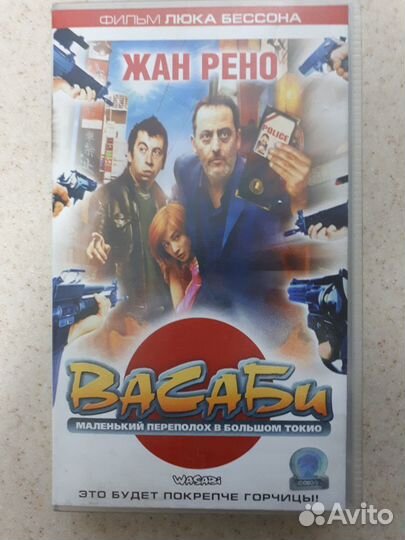 ФИЛЬМ ЛЮКА БЕССОНА
ЖАН РЕНО
POLICE
ВАСАБИ
МАЛЕНЬКИЙ ПЕРЕПОЛОХ В БОЛЬШОМ ТОКИО
WASABI
ЭТО БУДЕТ ПОКРЕПЧЕ ГОРЧИЦЫ!
Avito